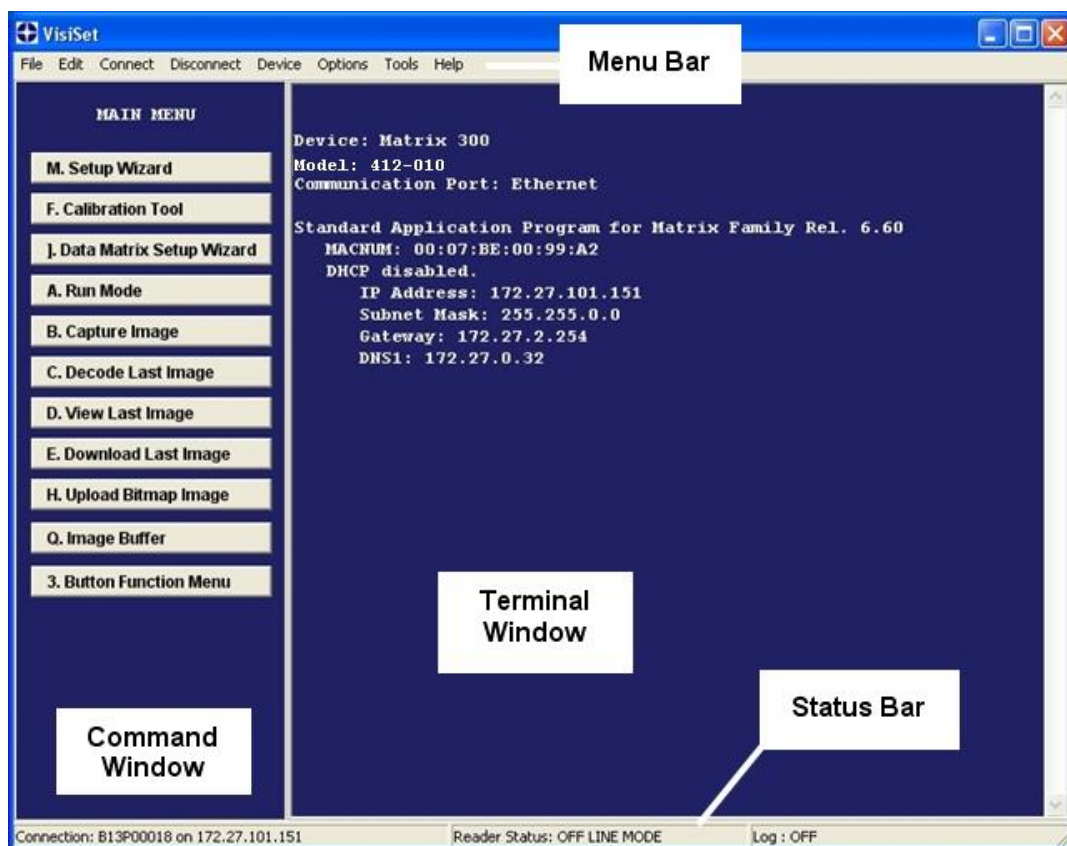 VisiSet
File Edit Connect Disconnect Device Options Tools Help
Menu Bar
MAIN MENU
M. Setup Wizard
F. Calibration Tool
]. Data Matrix Setup Wizard
A. Run Mode
B. Capture Image
C. Decode Last Image
D. View Last Image
E. Download Last Image
H. Upload Bitmap Image
Q. Image Buffer
3. Button Function Menu
Command
Window
Device: Matrix 300
Model: 412-010
Communication Port: Ethernet
Standard Application Program for Matrix Family Rel. 6.60
MACNUM: 00:07:BE:00:99:A2
DHCP disabled.
IP Address: 172.27.101.151
Subnet Mask: 255.255.0.0
Gateway: 172.27.2.254
DNS1: 172.27.0.32
Terminal
Window
Status Bar
Connection: B13P00018 on 172.27.101.151
Reader Status: OFF LINE MODE
Log : OFF